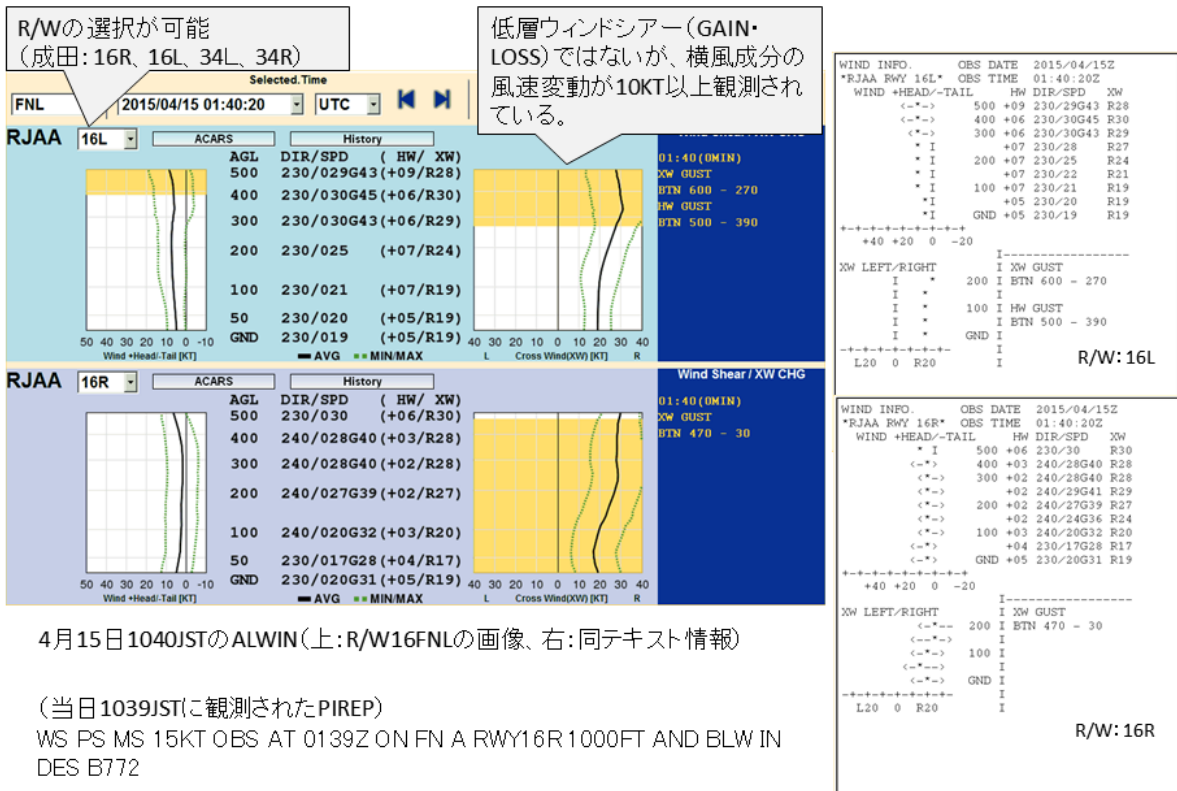 R/Wの選択が可能
(成田:16R、16L、34L、34R)
低層ウィンドシアー(GAIN・
LOSS)ではないが、横風成分の
風速変動が10KT以上観測され
ている。
Selected.Time
FNL 2015/04/15 01:40:20 UTC
RJAA 16L ACARS History
AGL DIR/SPD ( HW/ XW)
500 230/029G43(+09/R28)
400 230/030G45(+06/R30)
300 230/030G43(+06/R29)
200 230/025 (+07/R24)
100 230/021 (+07/R19)
50 230/020 (+05/R19)
GND 230/019 (+05/R19)
50 40 30 20 10 0 -10
Wind +Head/-Tail [KT]
AVG MIN/MAX
40 30 20 10 0 10 20 30 40
L Cross Wind(XW) [KT] R
Wind Shear / XW CHG
01:40(0MIN)
XW GUST
BTN 600 - 270
HW GUST
BTN 500 - 390
RJAA 16R ACARS History
AGL DIR/SPD ( HW/ XW)
500 230/030 (+06/R30)
400 240/028G40(+03/R28)
300 240/028G40(+02/R28)
200 240/027G39(+02/R27)
100 240/020G32(+03/R20)
50 230/017G28(+04/R17)
GND 230/020G31(+05/R19)
50 40 30 20 10 0 -10
Wind +Head/-Tail [KT]
AVG MIN/MAX
40 30 20 10 0 10 20 30 40
L Cross Wind(XW) [KT] R
Wind Shear / XW CHG
01:40(0MIN)
XW GUST
BTN 470 - 30
WIND INFO. OBS DATE 2015/04/15Z
*RJAA RWY 16L* OBS TIME 01:40:20Z
WIND +HEAD/-TAIL HW DIR/SPD XW
<-*-> 500 +09 230/29G43 R28
<-*-> 400 +06 230/30G45 R30
<*-> 300 +06 230/30G43 R29
* I +07 230/28 R27
* I 200 +07 230/25 R24
* I +07 230/22 R21
* I 100 +07 230/21 R19
*I +05 230/20 R19
*I GND +05 230/19 R19
+-+-+-+-+-+-+-+
+40 +20 0 -20
I-----------------
XW LEFT/RIGHT I XW GUST
I * 200 I BTN 600 - 270
I * I
I * 100 I HW GUST
I * I BTN 500 - 390
I * GND I
-+-+-+-+-+-+- I
L20 0 R20 I
R/W:16L
WIND INFO. OBS DATE 2015/04/15Z
*RJAA RWY 16R* OBS TIME 01:40:20Z
WIND +HEAD/-TAIL HW DIR/SPD XW
* I 500 +06 230/30 R30
<-*> 400 +03 240/28G40 R28
<*-> 300 +02 240/28G40 R28
<*-> +02 240/29G41 R29
<*-> 200 +02 240/27G39 R27
<*-> +02 240/24G36 R24
<*-> 100 +03 240/20G32 R20
<-*> +04 230/17G28 R17
<-*> GND +05 230/20G31 R19
+-+-+-+-+-+-+-+
+40 +20 0 -20
I-----------------
XW LEFT/RIGHT I XW GUST
<-*-- 200 I BTN 470 - 30
<--*-> I
<-*-> 100 I
<-*--> I
<-*-> GND I
-+-+-+-+-+-+- I
L20 0 R20 I
R/W:16R
4月15日1040JSTのALWIN(上:R/W16FNLの画像、右:同テキスト情報)
(当日1039JSTに観測されたPIREP)
WS PS MS 15KT OBS AT 0139Z ON FN A RWY16R 1000FT AND BLW IN
DES B772